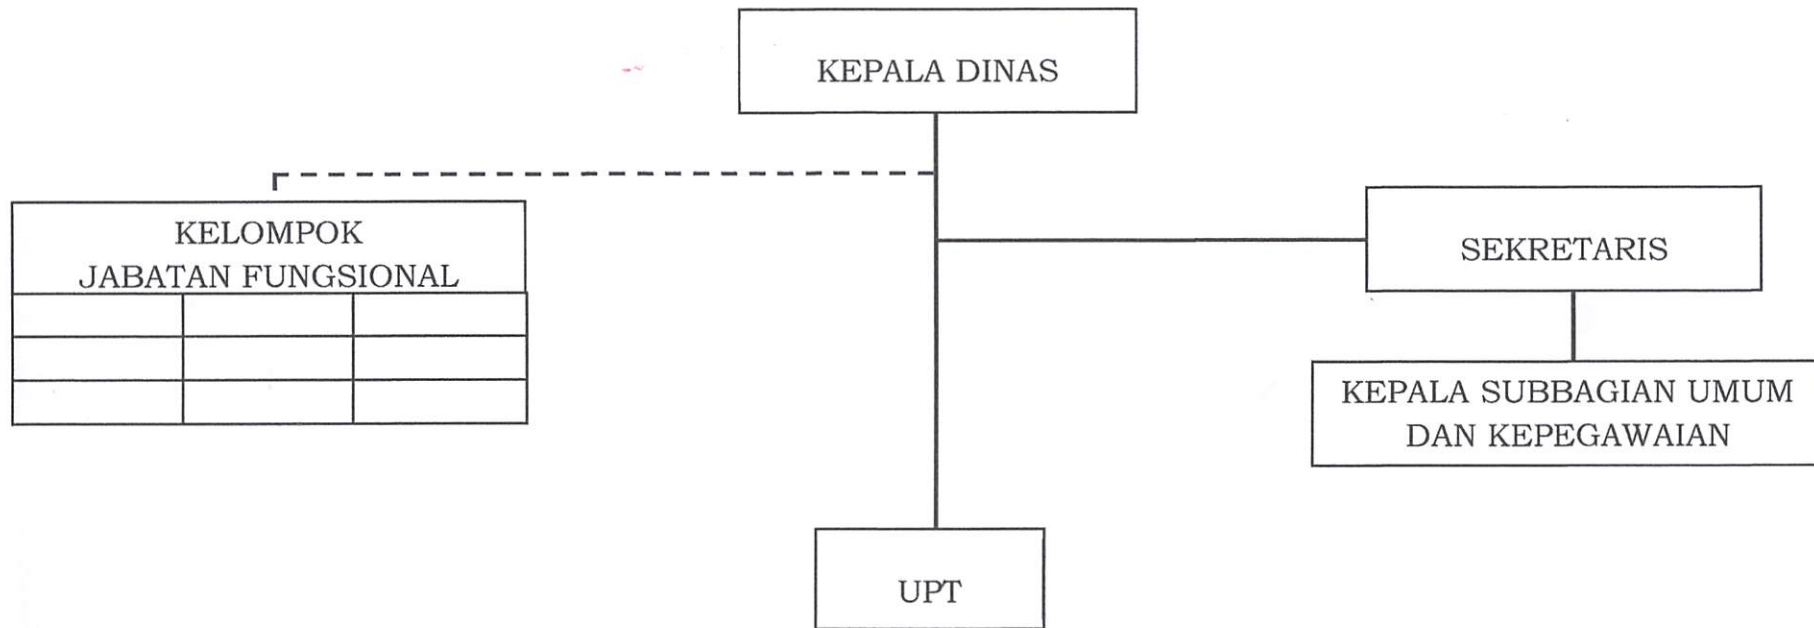 KEPALA DINAS
KELOMPOK
JABATAN FUNGSIONAL
SEKRETARIS
KEPALA SUBBAGIAN UMUM
DAN KEPEGAWAIAN
UPT